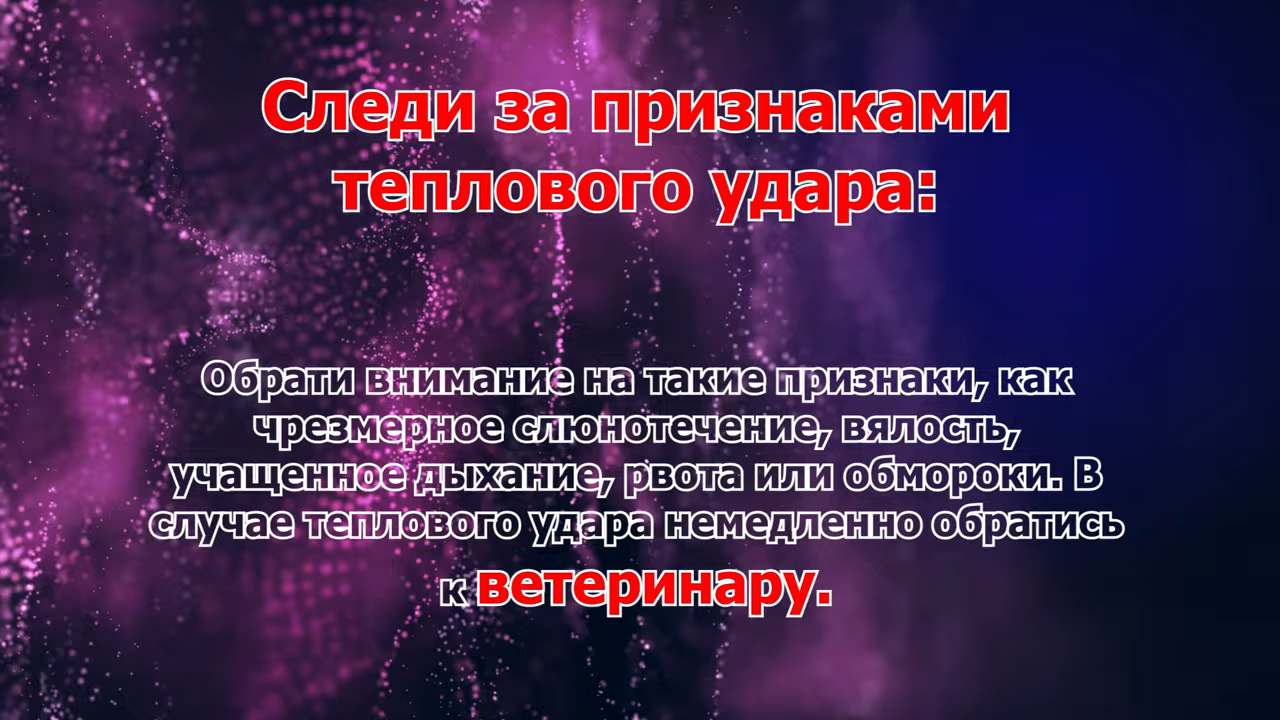 Следи за признаками
теплового удара:
Обрати внимание на такие признаки, как
чрезмерное слюнотечение, вялость,
учащенное дыхание, рвота или обмороки. В
случае теплового удара немедленно обратись
к ветеринару.